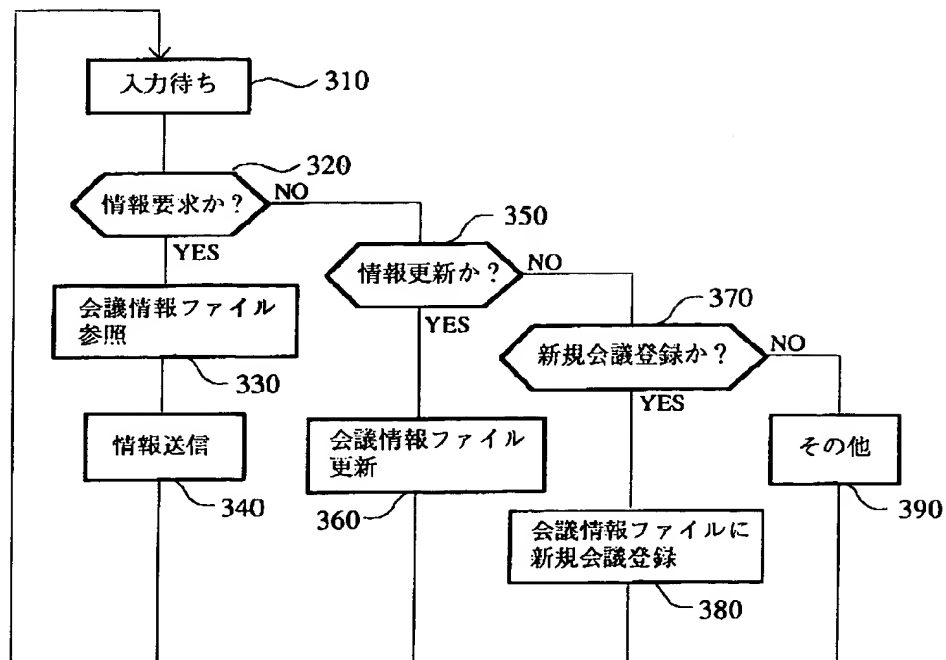 入力待ち
310
320
情報要求か？
NO
YES
350
情報更新か？
NO
YES
会議情報ファイル
参照
330
370
新規会議登録か？
NO
YES
情報送信
340
会議情報ファイル
更新
360
その他
390
会議情報ファイルに
新規会議登録
380